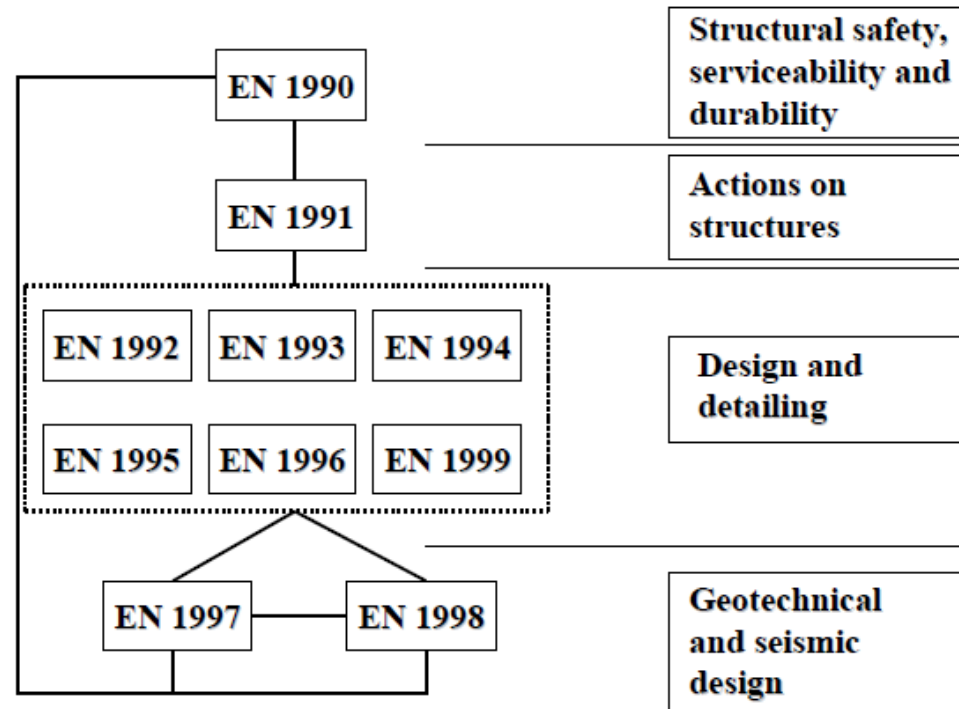 EN 1990
Structural safety,
serviceability and
durability
EN 1991
Actions on
structures
EN 1992
EN 1993
EN 1994
EN 1995
EN 1996
EN 1999
Design and
detailing
EN 1997
EN 1998
Geotechnical
and seismic
design